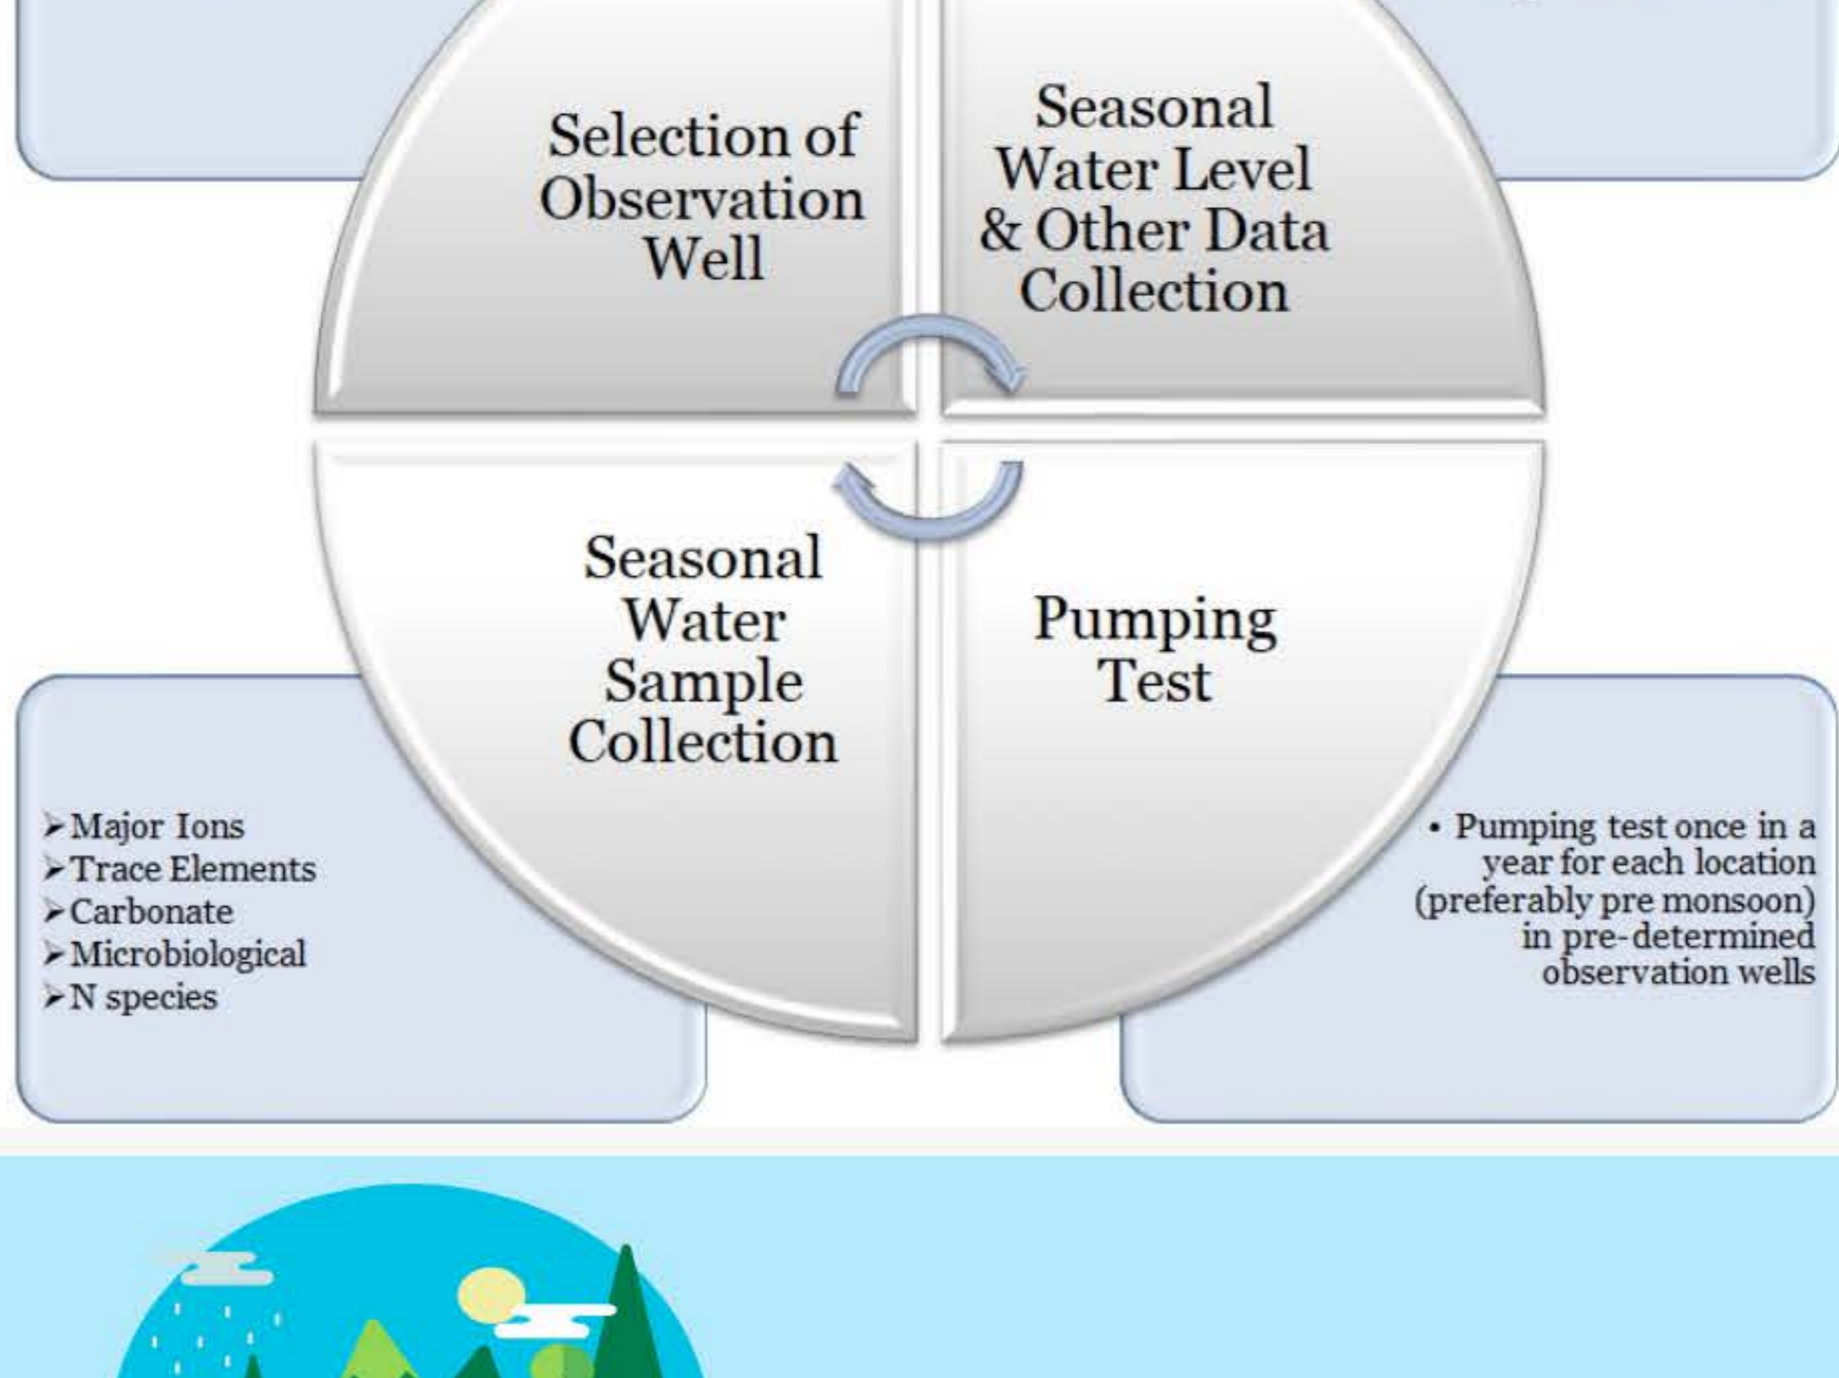 Selection of
Observation
Well
Seasonal
Water Level
& Other Data
Collection
Seasonal
Water
Sample
Collection
Pumping
Test
➢Major Ions
➢Trace Elements
➢Carbonate
➢Microbiological
➢N species
• Pumping test once in a
year for each location
(preferably pre monsoon)
in pre-determined
observation wells